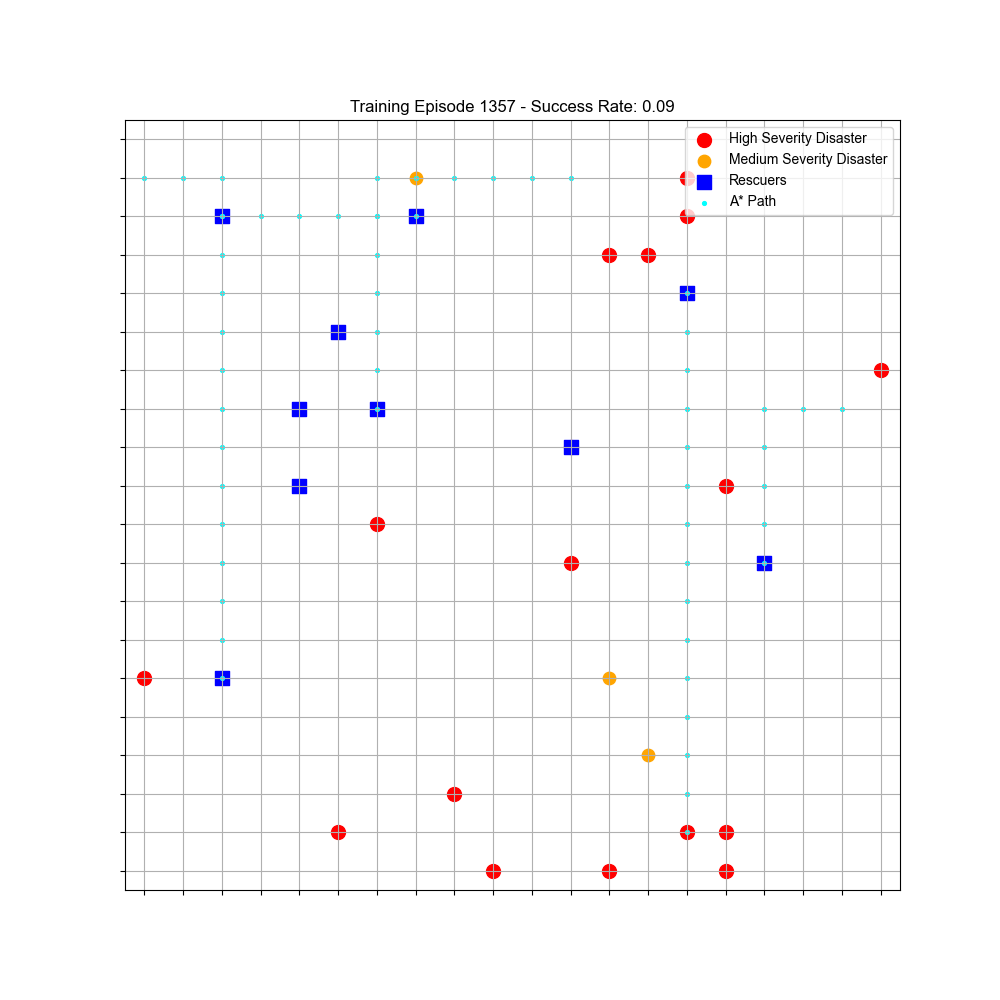 Training Episode 1357 - Success Rate: 0.09
High Severity Disaster
Medium Severity Disaster
Rescuers
A* Path